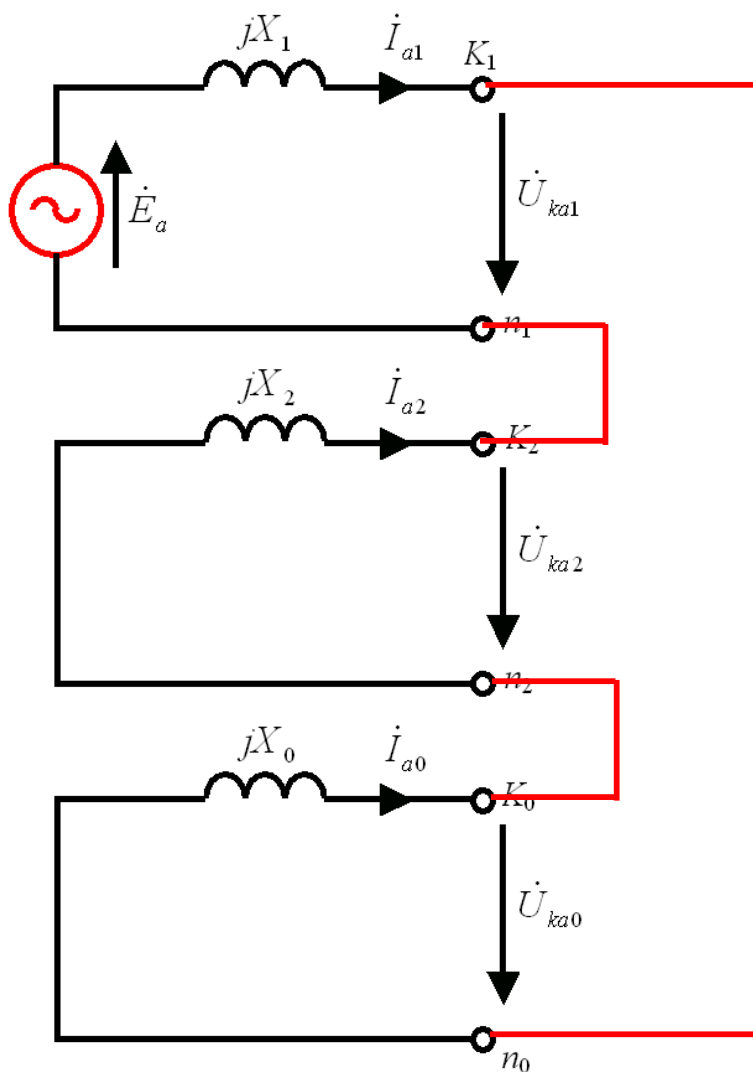 jX₁ İₐ₁ K₁
Ėₐ U̇ₖₐ₁
n₁
jX₂ İₐ₂ K₂
U̇ₖₐ₂
n₂
jX₀ İₐ₀ K₀
U̇ₖₐ₀
n₀